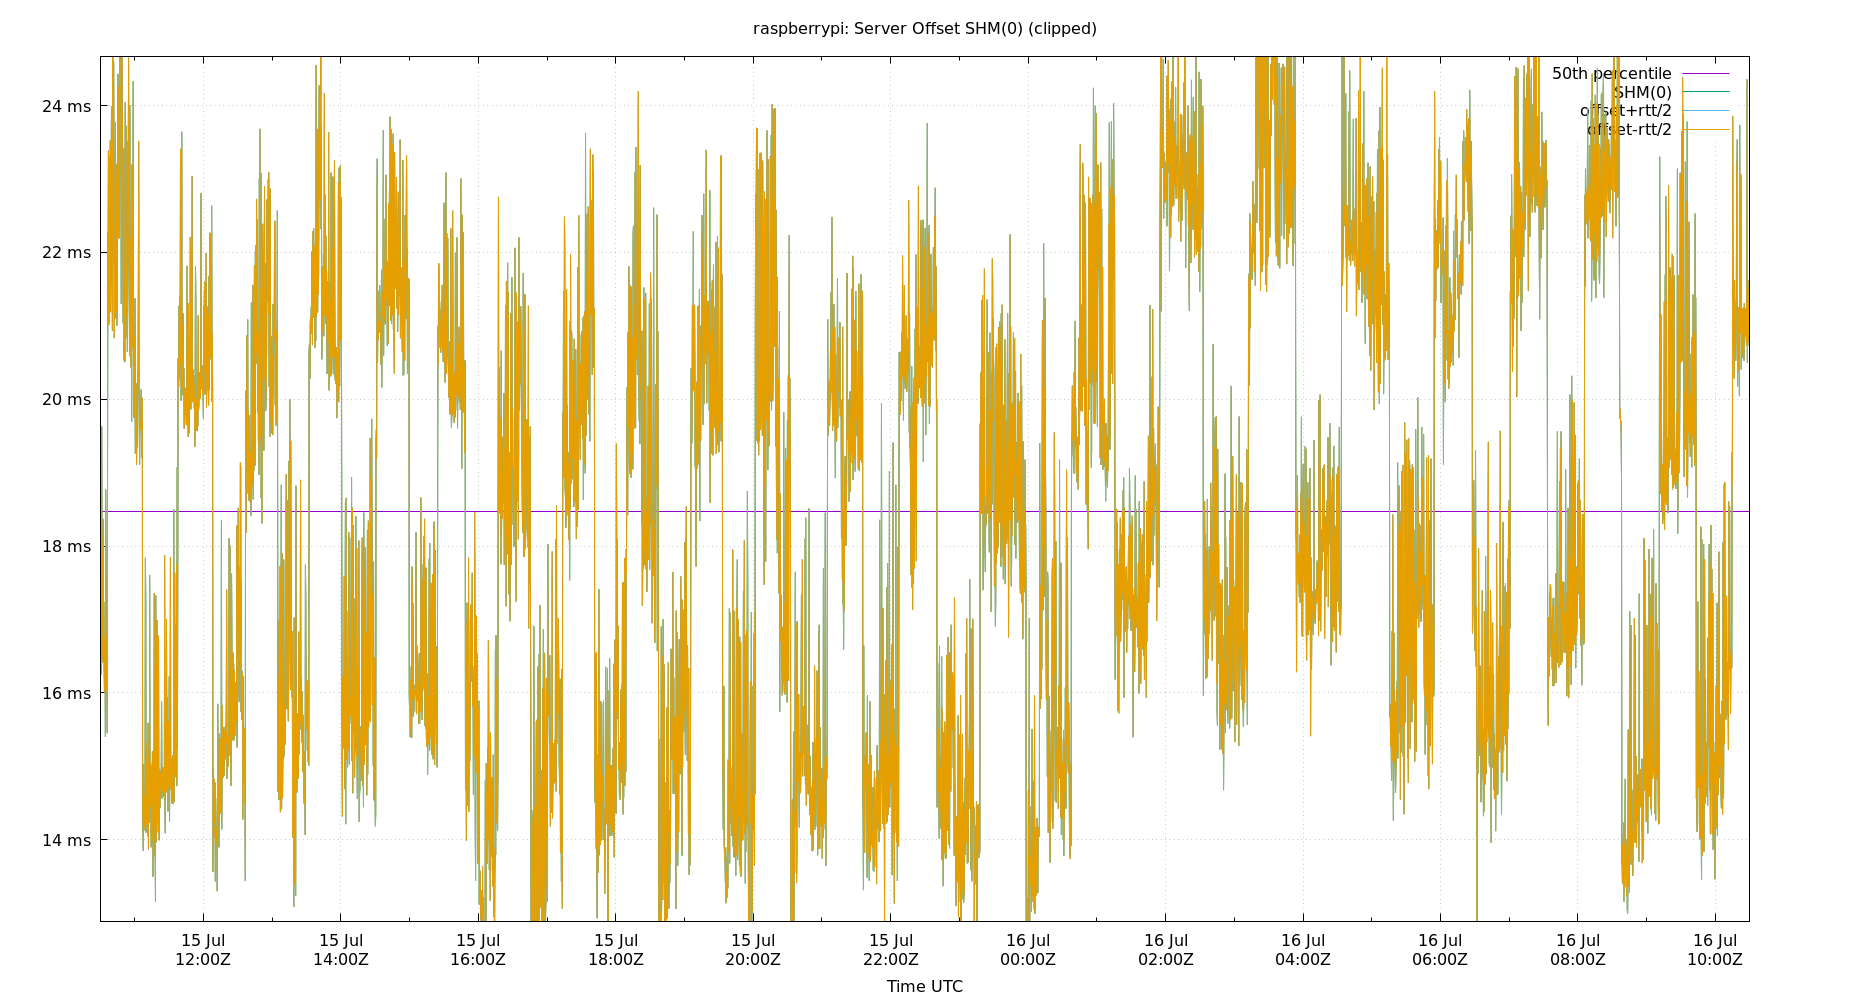 raspberrypi: Server Offset SHM(0) (clipped)
50th percentile
SHM(0)
offset+rtt/2
offset-rtt/2
24 ms
22 ms
20 ms
18 ms
16 ms
14 ms
15 Jul 15 Jul 15 Jul 15 Jul 15 Jul 15 Jul 16 Jul 16 Jul 16 Jul 16 Jul 16 Jul 16 Jul
12:00Z 14:00Z 16:00Z 18:00Z 20:00Z 22:00Z 00:00Z 02:00Z 04:00Z 06:00Z 08:00Z 10:00Z
Time UTC